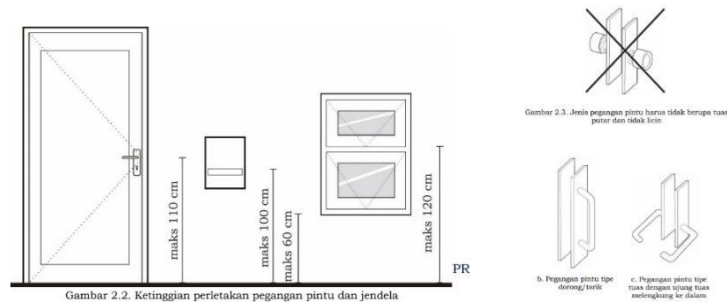 maks 110 cm
maks 100 cm
maks 60 cm
maks 120 cm
PR
Gambar 2.2. Ketinggian perletakan pegangan pintu dan jendela
Gambar 2.3. Jenis pegangan pintu harus tidak berupa tuas
putar dan tidak licin
b. Pegangan pintu tipe
dorong/tarik
c. Pegangan pintu tipe
tuas dengan ujung tuas
melengkung ke dalam